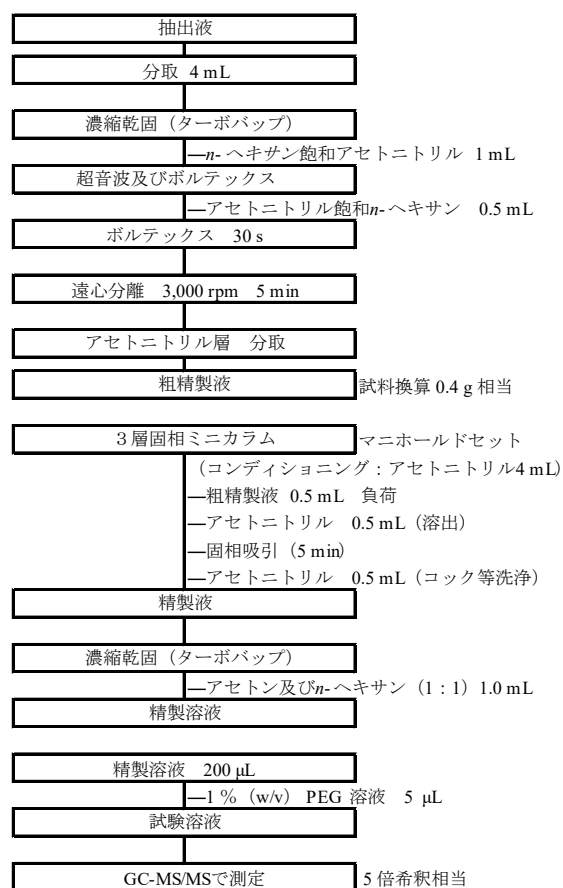 抽出液
分取 4 mL
濃縮乾固（ターボバップ）
―n-ヘキサン飽和アセトニトリル 1 mL
超音波及びボルテックス
―アセトニトリル飽和n-ヘキサン 0.5 mL
ボルテックス 30 s
遠心分離 3,000 rpm 5 min
アセトニトリル層 分取
粗精製液 試料換算 0.4 g 相当
３層固相ミニカラム マニホールドセット
（コンディショニング：アセトニトリル4 mL）
―粗精製液 0.5 mL 負荷
―アセトニトリル 0.5 mL（溶出）
―固相吸引（5 min）
―アセトニトリル 0.5 mL（コック等洗浄）
精製液
濃縮乾固（ターボバップ）
―アセトン及びn-ヘキサン（1：1）1.0 mL
精製溶液
精製溶液 200 μL
―1 %（w/v） PEG 溶液 5 μL
試験溶液
GC-MS/MSで測定 5 倍希釈相当